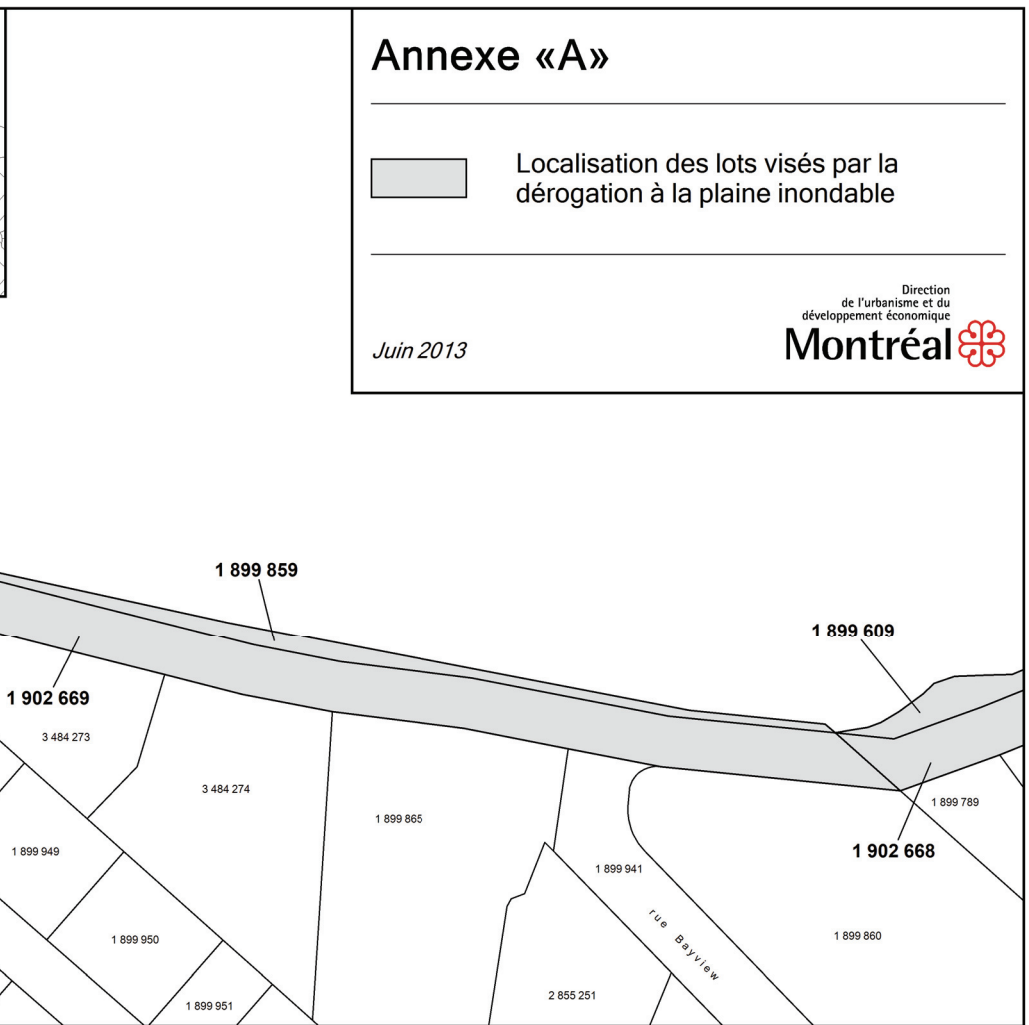 Annexe «A»
Localisation des lots visés par la
dérogation à la plaine inondable
Direction
de l'urbanisme et du
développement économique
Montréal
Juin 2013
1 899 859
1 899 609
1 902 669
3 484 273
3 484 274
1 899 789
1 899 865
1 902 668
1 899 949
1 899 941
rue Bayview
1 899 950
1 899 860
2 855 251
1 899 951